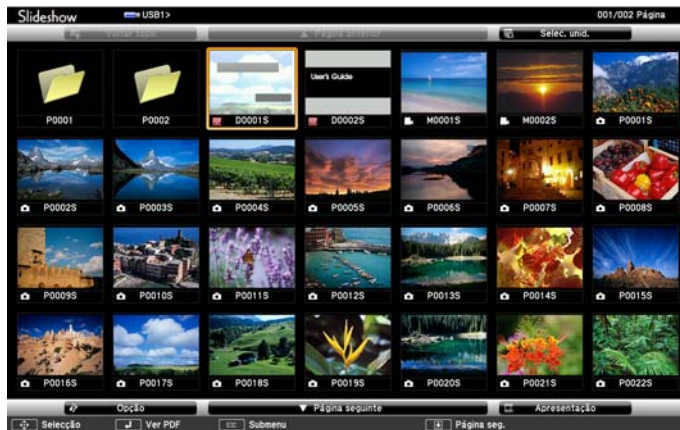 Slideshow USB1> 001/002 Página
Voltar topo ▲ Página anterior Selec. unid.
User's Guide
P0001 P0002 D0001S D0002S M0001S M0002S P0001S
P0002S P0003S P0004S P0005S P0006S P0007S P0008S
P0009S P0010S P0011S P0012S P0013S P0014S P0015S
P0016S P0017S P0018S P0019S P0020S P0021S P0022S
Opção ▼ Página seguinte Apresentação
Selecção Ver PDF ESC Submenu Página seg.